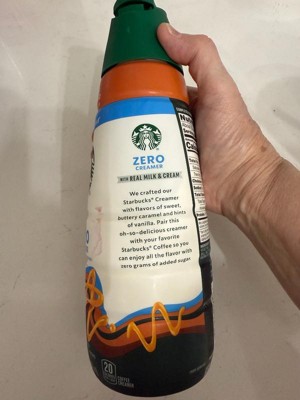 ZERO
CREAMER
WITH REAL MILK & CREAM
We crafted our
Starbucks® Creamer
with flavors of sweet,
buttery caramel and hints
of vanilla. Pair this
oh-so-delicious creamer
with your favorite
Starbucks® Coffee so you
can enjoy all the flavor with
zero grams of added sugar.
20